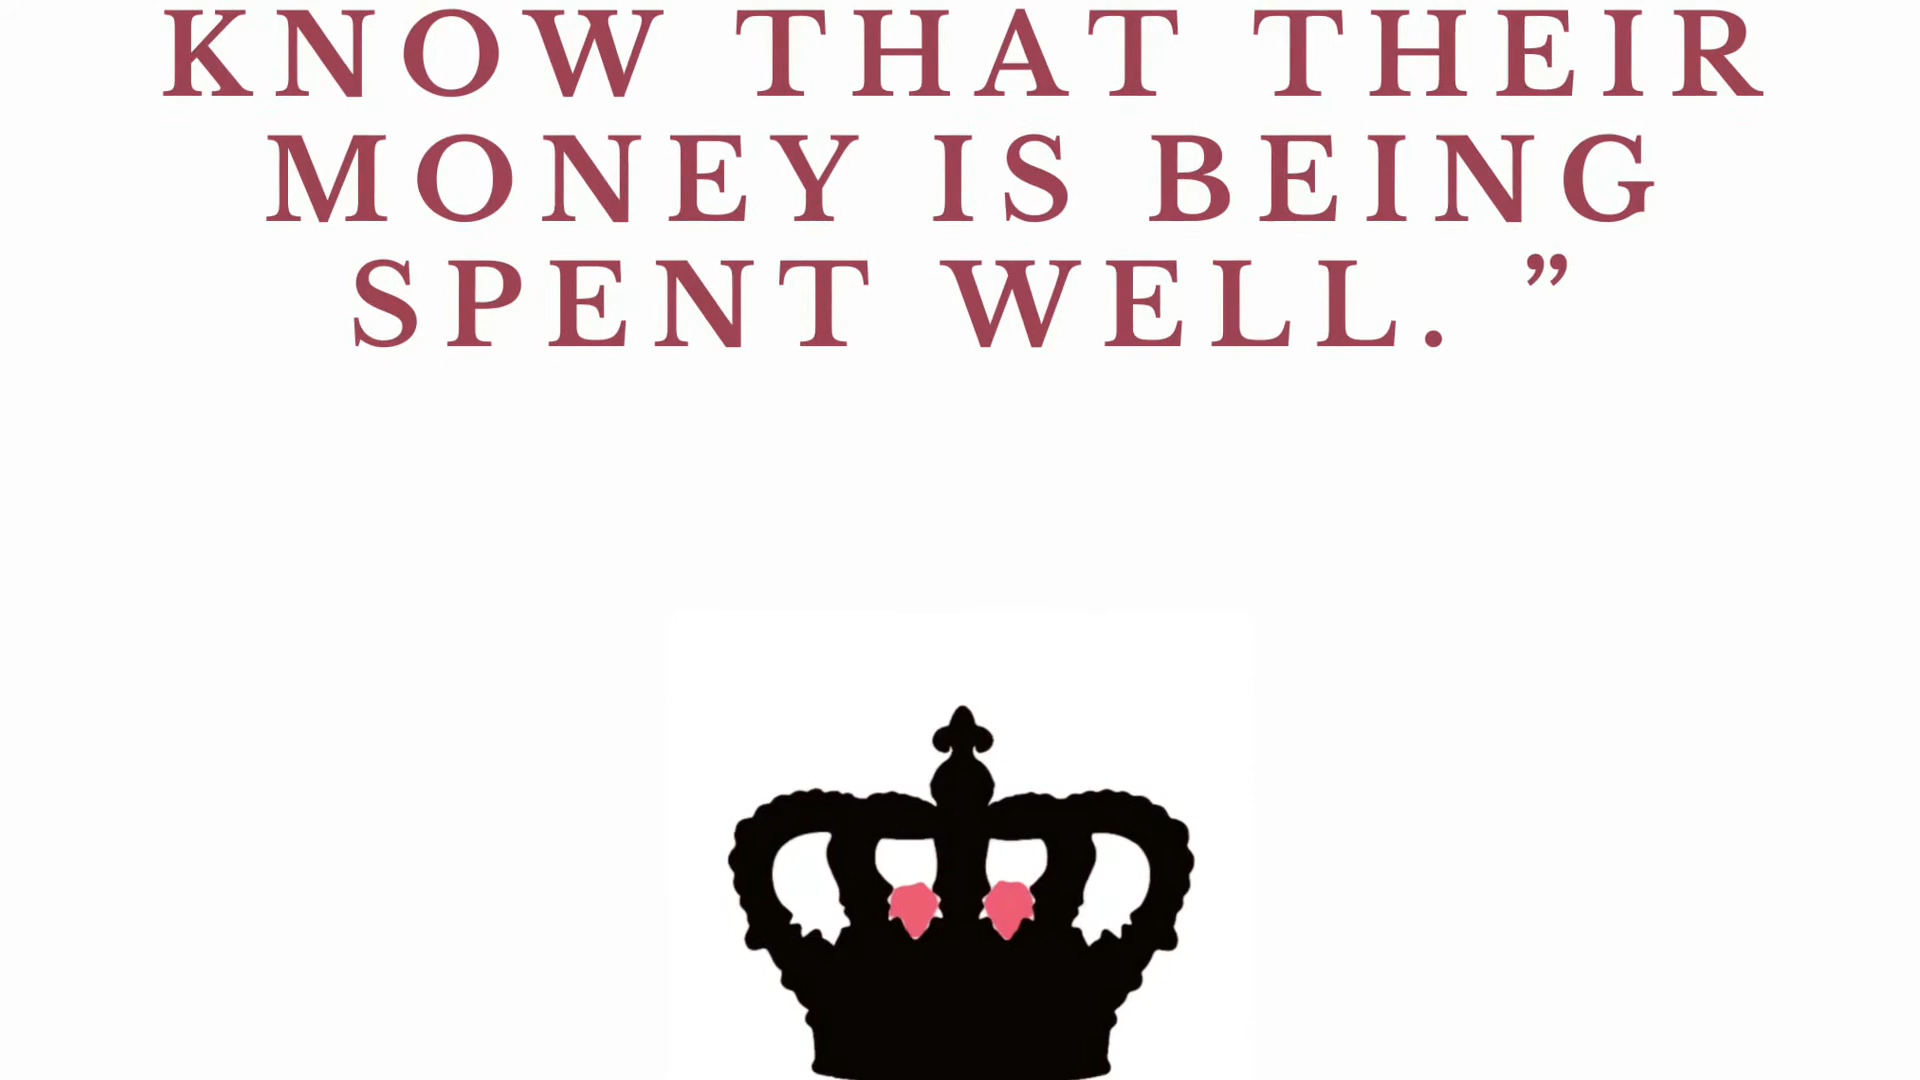 KNOW THAT THEIR
MONEY IS BEING
SPENT WELL. ”